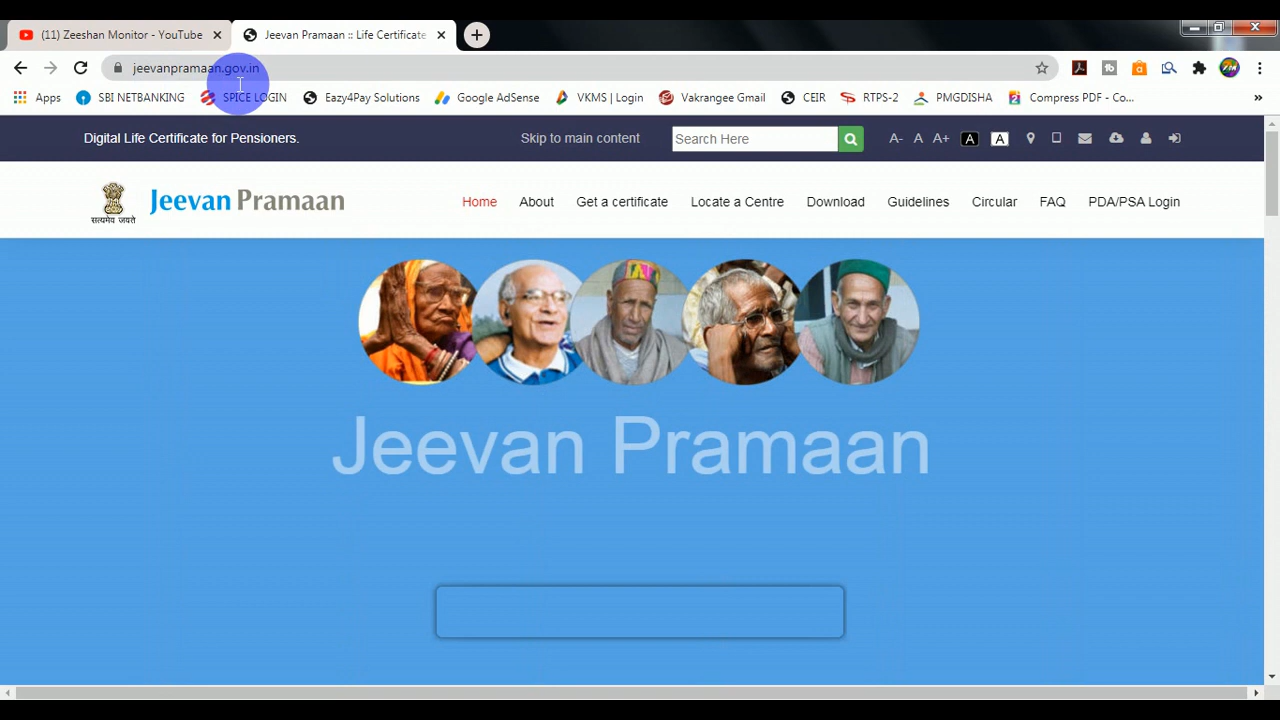 (11) Zeeshan Monitor - YouTube
Jeevan Pramaan :: Life Certificate
jeevanpramaan.gov.in
Apps SBI NETBANKING SPICE LOGIN Eazy4Pay Solutions Google AdSense VKMS | Login Vakrangee Gmail CEIR RTPS-2 PMGDISHA Compress PDF - Co... »
Digital Life Certificate for Pensioners. Skip to main content Search Here A- A A+ A A
सत्यमेव जयते
Jeevan Pramaan
Home About Get a certificate Locate a Centre Download Guidelines Circular FAQ PDA/PSA Login
Jeevan Pramaan